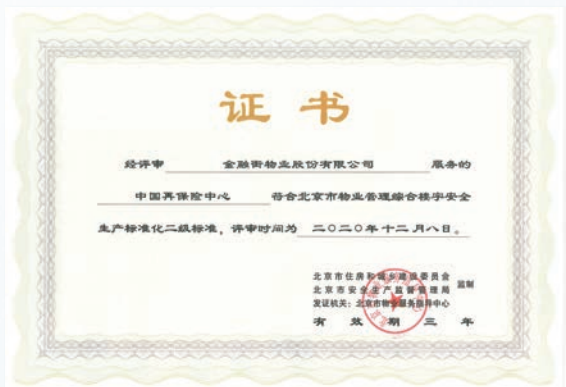 证书
经评审 金融街物业股份有限公司 服务的
中国再保险中心 符合北京市物业管理综合楼宇安全
生产标准化二级标准，评审时间为 二〇二〇年十二月八日。
北京市住房和城乡建设委员会
北京市安全生产监督管理局 监制
发证机关：北京市物业服务指导中心
有效期三年